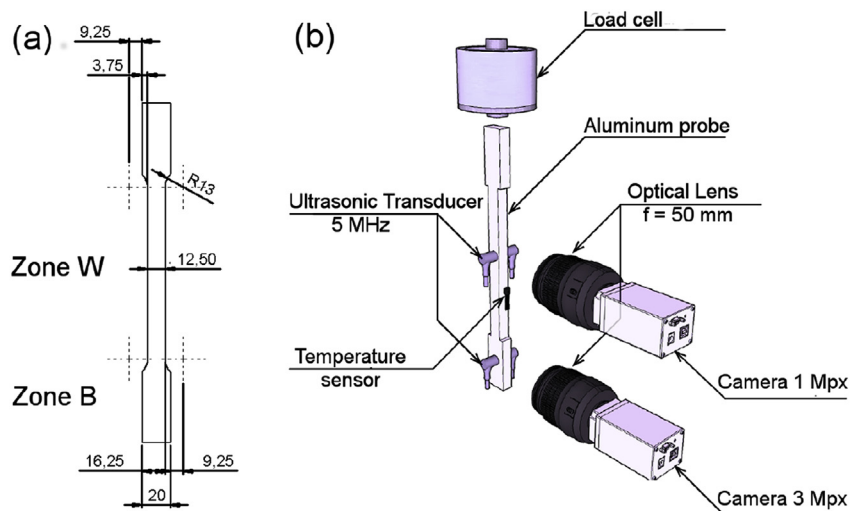 (a)
9,25
3,75
R13
Zone W
12,50
Zone B
16,25
9,25
20
(b)
Load cell
Aluminum probe
Ultrasonic Transducer
5 MHz
Optical Lens
f = 50 mm
Temperature
sensor
Camera 1 Mpx
Camera 3 Mpx